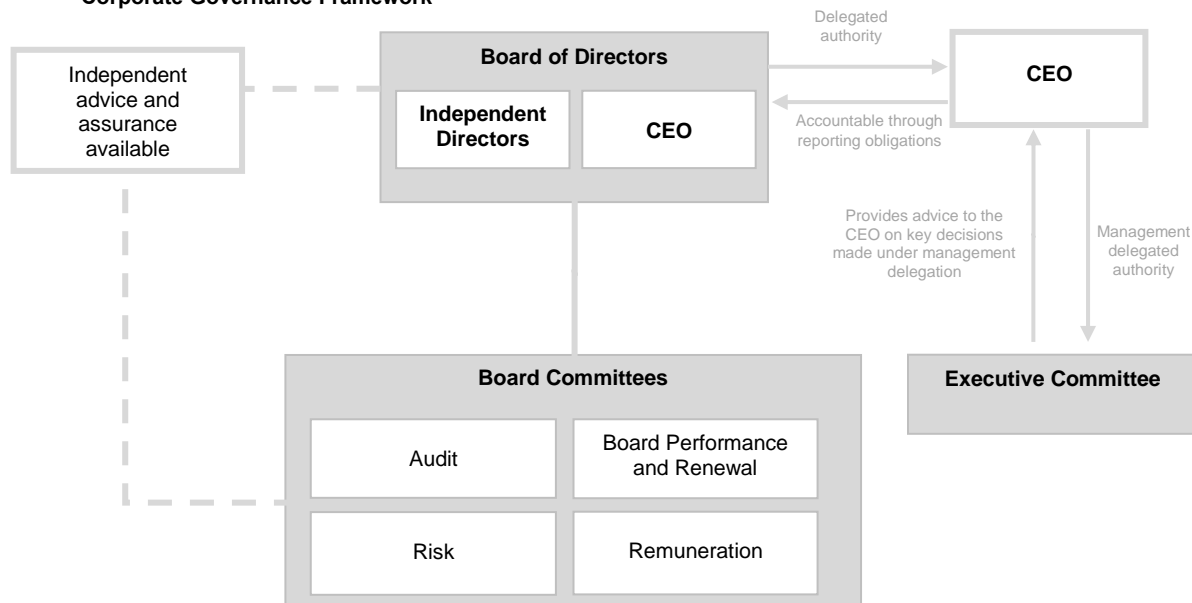 Corporate Governance Framework
Independent
advice and
assurance
available
Board of Directors
Independent
Directors
CEO
Delegated
authority
Accountable through
reporting obligations
CEO
Provides advice to the
CEO on key decisions
made under management
delegation
Management
delegated
authority
Board Committees
Audit
Board Performance
and Renewal
Risk
Remuneration
Executive Committee